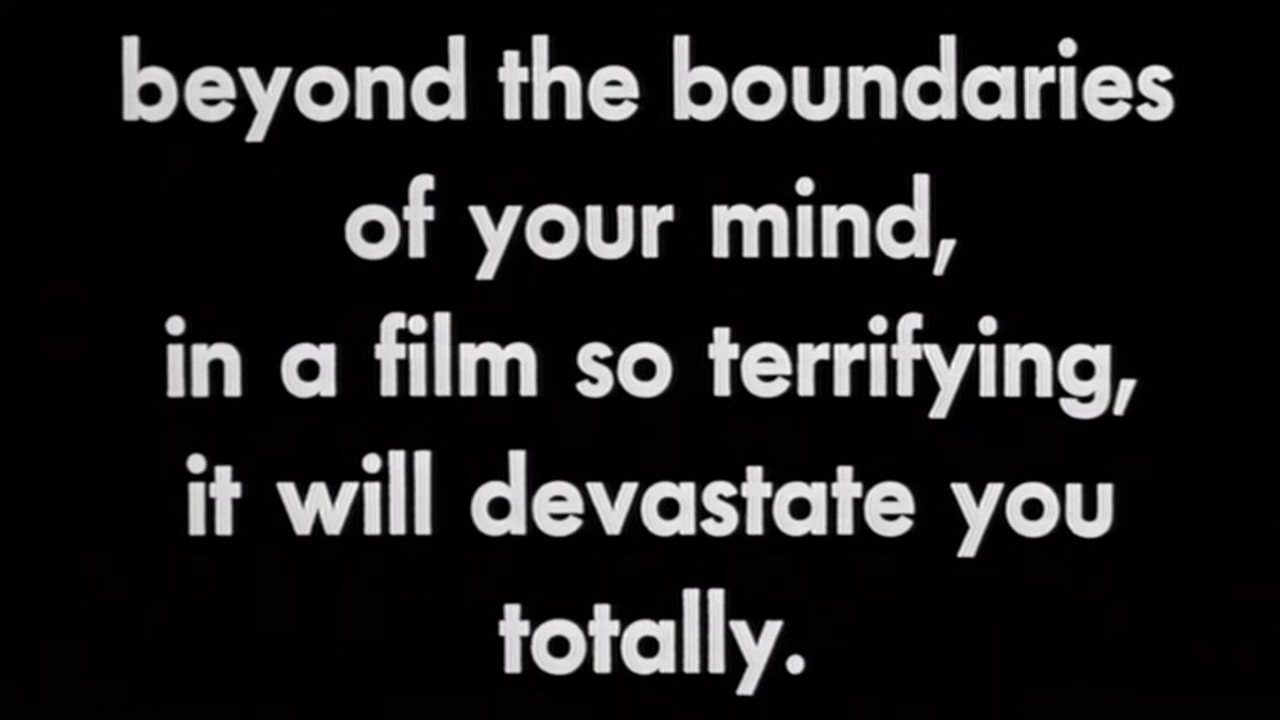 beyond the boundaries
of your mind,
in a film so terrifying,
it will devastate you
totally.